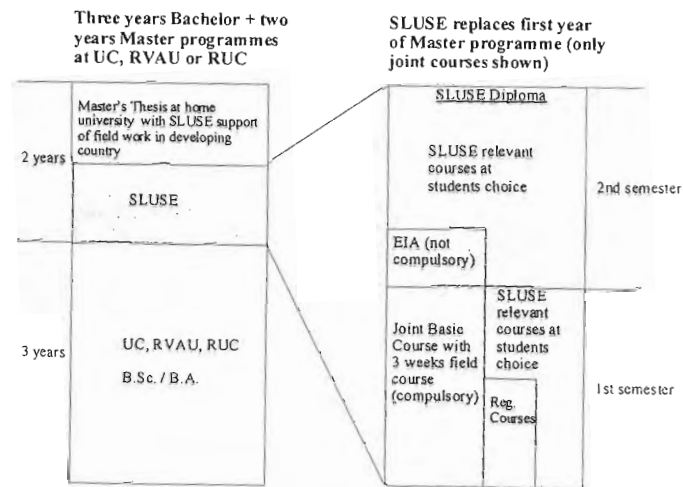 Three years Bachelor + two
years Master programmes
at UC, RVAU or RUC
Master's Thesis at home
university with SLUSE support
of field work in developing
country
2 years
SLUSE
3 years
UC, RVAU, RUC
B.Sc. / B.A.
SLUSE replaces first year
of Master programme (only
joint courses shown)
SLUSE Diploma
SLUSE relevant
courses at
students choice
2nd semester
EIA (not
compulsory)
SLUSE
relevant
courses at
students
choice
Joint Basic
Course with
3 weeks field
course
(compulsory)
Reg.
Courses
1st semester